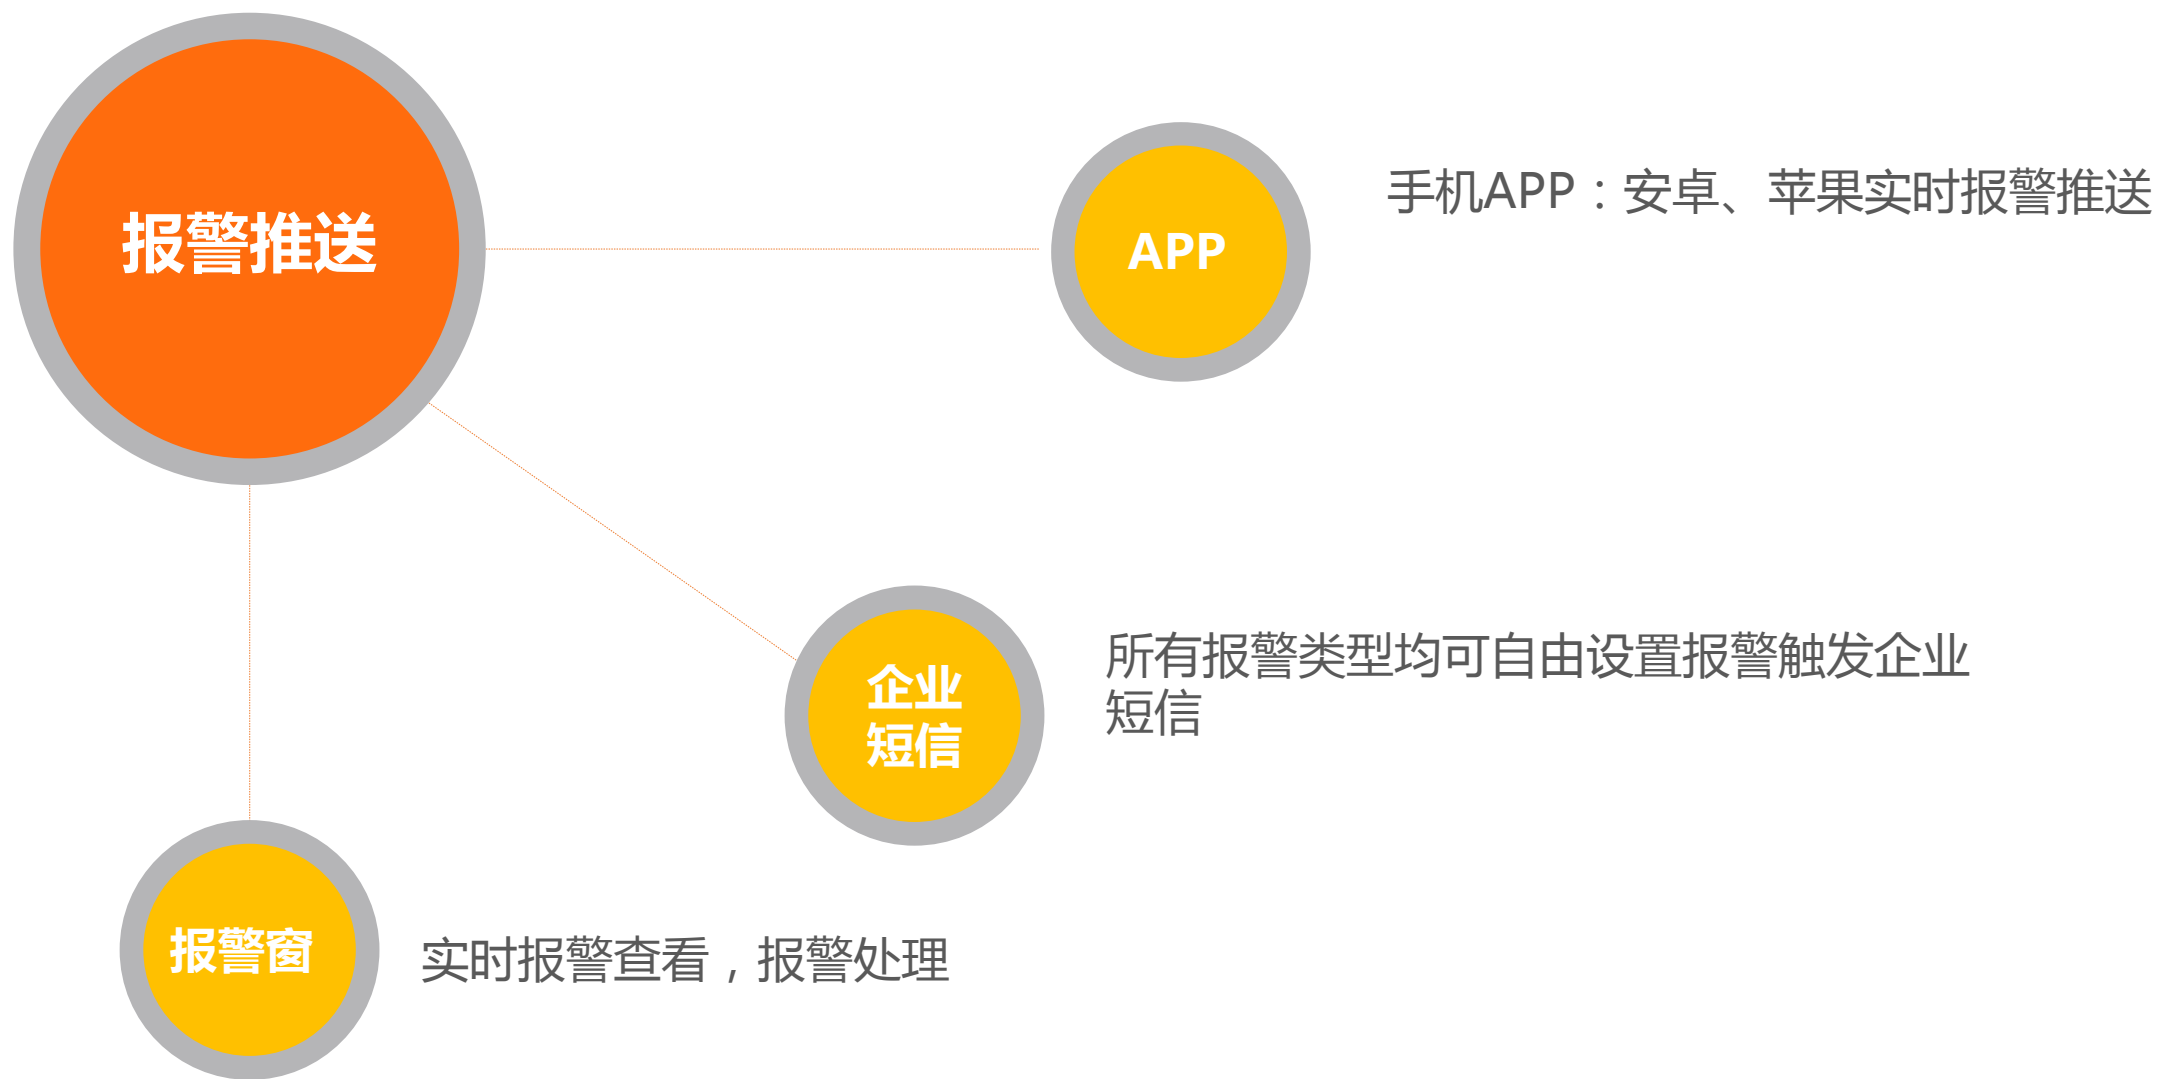 报警推送
APP
手机APP：安卓、苹果实时报警推送
企业
短信
所有报警类型均可自由设置报警触发企业
短信
报警窗
实时报警查看，报警处理